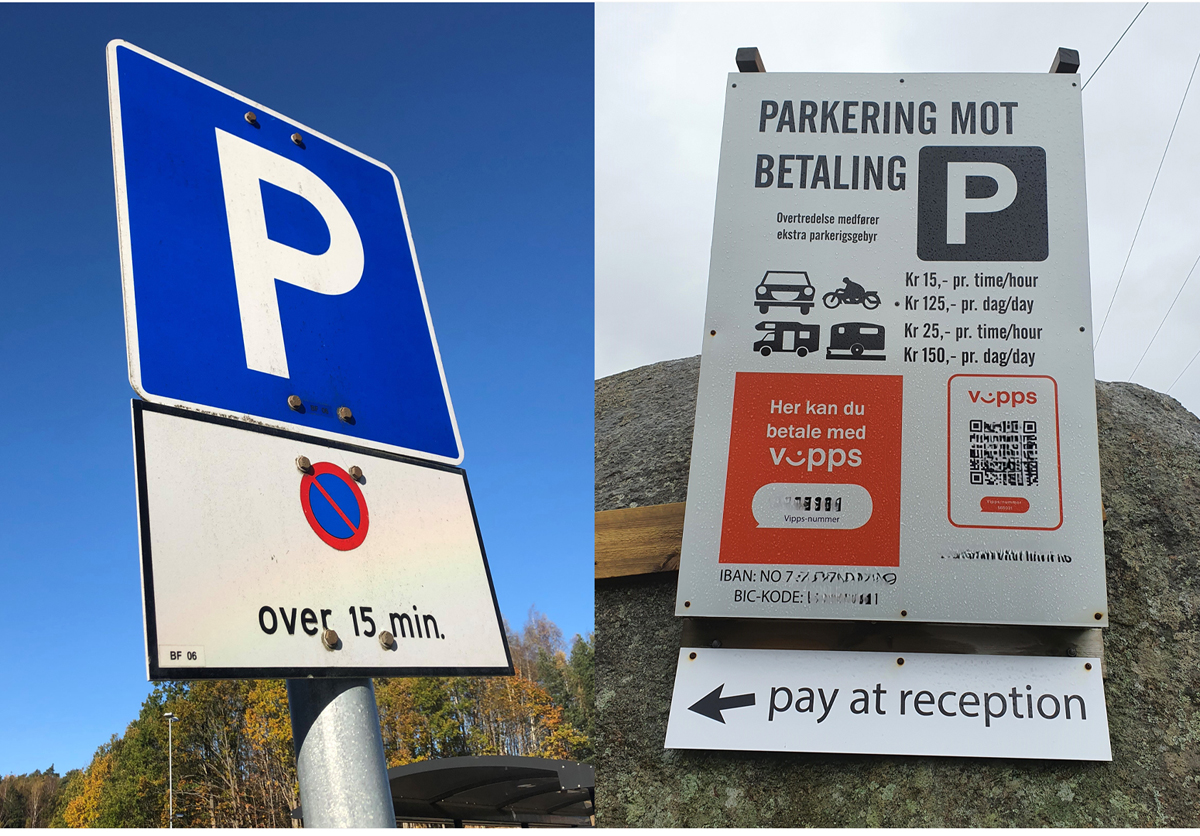 P
over 15 min.
BF 06
PARKERING MOT
BETALING P
Overtredelse medfører
ekstra parkerigsgebyr
Kr 15,- pr. time/hour
Kr 125,- pr. dag/day
Kr 25,- pr. time/hour
Kr 150,- pr. dag/day
Her kan du
betale med
vipps
Vipps-nummer
vipps
Vipps-nummer
IBAN: NO
BIC-KODE:
pay at reception